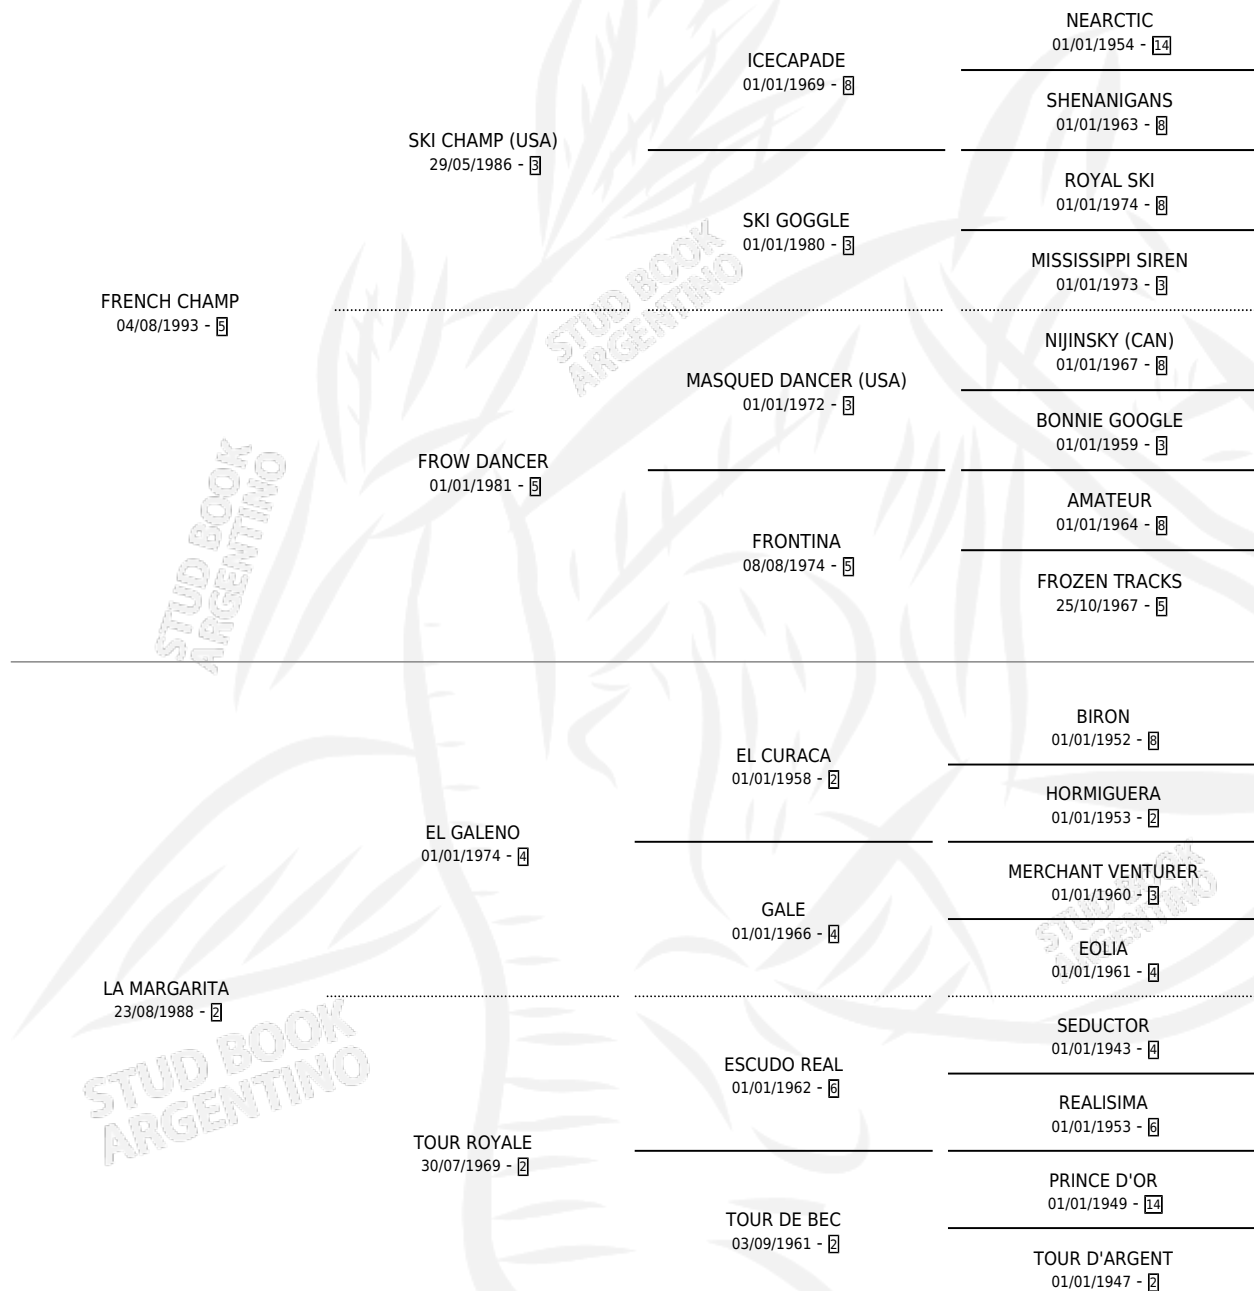 NEARCTIC
01/01/1954 - 14
ICECAPADE
01/01/1969 - 8
SHENANIGANS
01/01/1963 - 8
SKI CHAMP (USA)
29/05/1986 - 3
ROYAL SKI
01/01/1974 - 8
SKI GOGGLE
01/01/1980 - 3
MISSISSIPPI SIREN
01/01/1973 - 3
FRENCH CHAMP
04/08/1993 - 5
NIJINSKY (CAN)
01/01/1967 - 8
MASQUED DANCER (USA)
01/01/1972 - 3
BONNIE GOOGLE
01/01/1959 - 3
FROW DANCER
01/01/1981 - 5
AMATEUR
01/01/1964 - 8
FRONTINA
08/08/1974 - 5
FROZEN TRACKS
25/10/1967 - 5
BIRON
01/01/1952 - 8
EL CURACA
01/01/1958 - 2
HORMIGUERA
01/01/1953 - 2
EL GALENO
01/01/1974 - 4
MERCHANT VENTURER
01/01/1960 - 3
GALE
01/01/1966 - 4
EOLIA
01/01/1961 - 4
LA MARGARITA
23/08/1988 - 2
SEDUCTOR
01/01/1943 - 4
ESCUDO REAL
01/01/1962 - 6
REALISIMA
01/01/1953 - 6
TOUR ROYALE
30/07/1969 - 2
PRINCE D'OR
01/01/1949 - 14
TOUR DE BEC
03/09/1961 - 2
TOUR D'ARGENT
01/01/1947 - 2
STUD BOOK
ARGENTINO
STUD BOOK
ARGENTINO
STUD BOOK
ARGENTINO
STUD BOOK
ARGENTINO